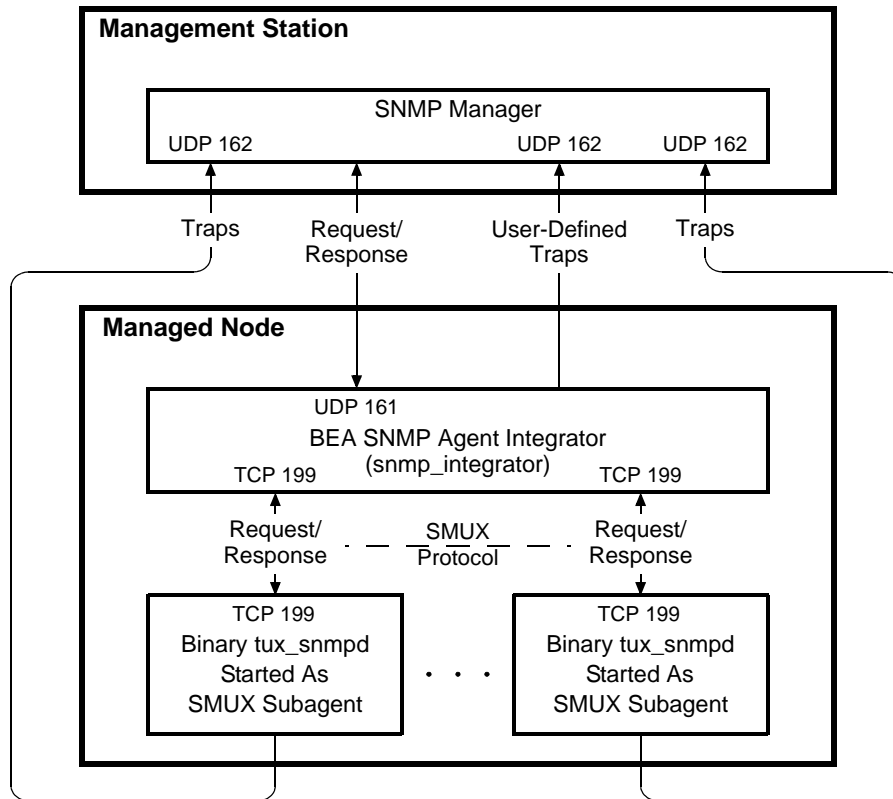 Management Station
SNMP Manager
UDP 162
UDP 162
UDP 162
Traps
Request/
Response
User-Defined
Traps
Traps
Managed Node
UDP 161
BEA SNMP Agent Integrator
(snmp_integrator)
TCP 199
TCP 199
Request/
Response
SMUX
Protocol
Request/
Response
TCP 199
Binary tux_snmpd
Started As
SMUX Subagent
. . .
TCP 199
Binary tux_snmpd
Started As
SMUX Subagent